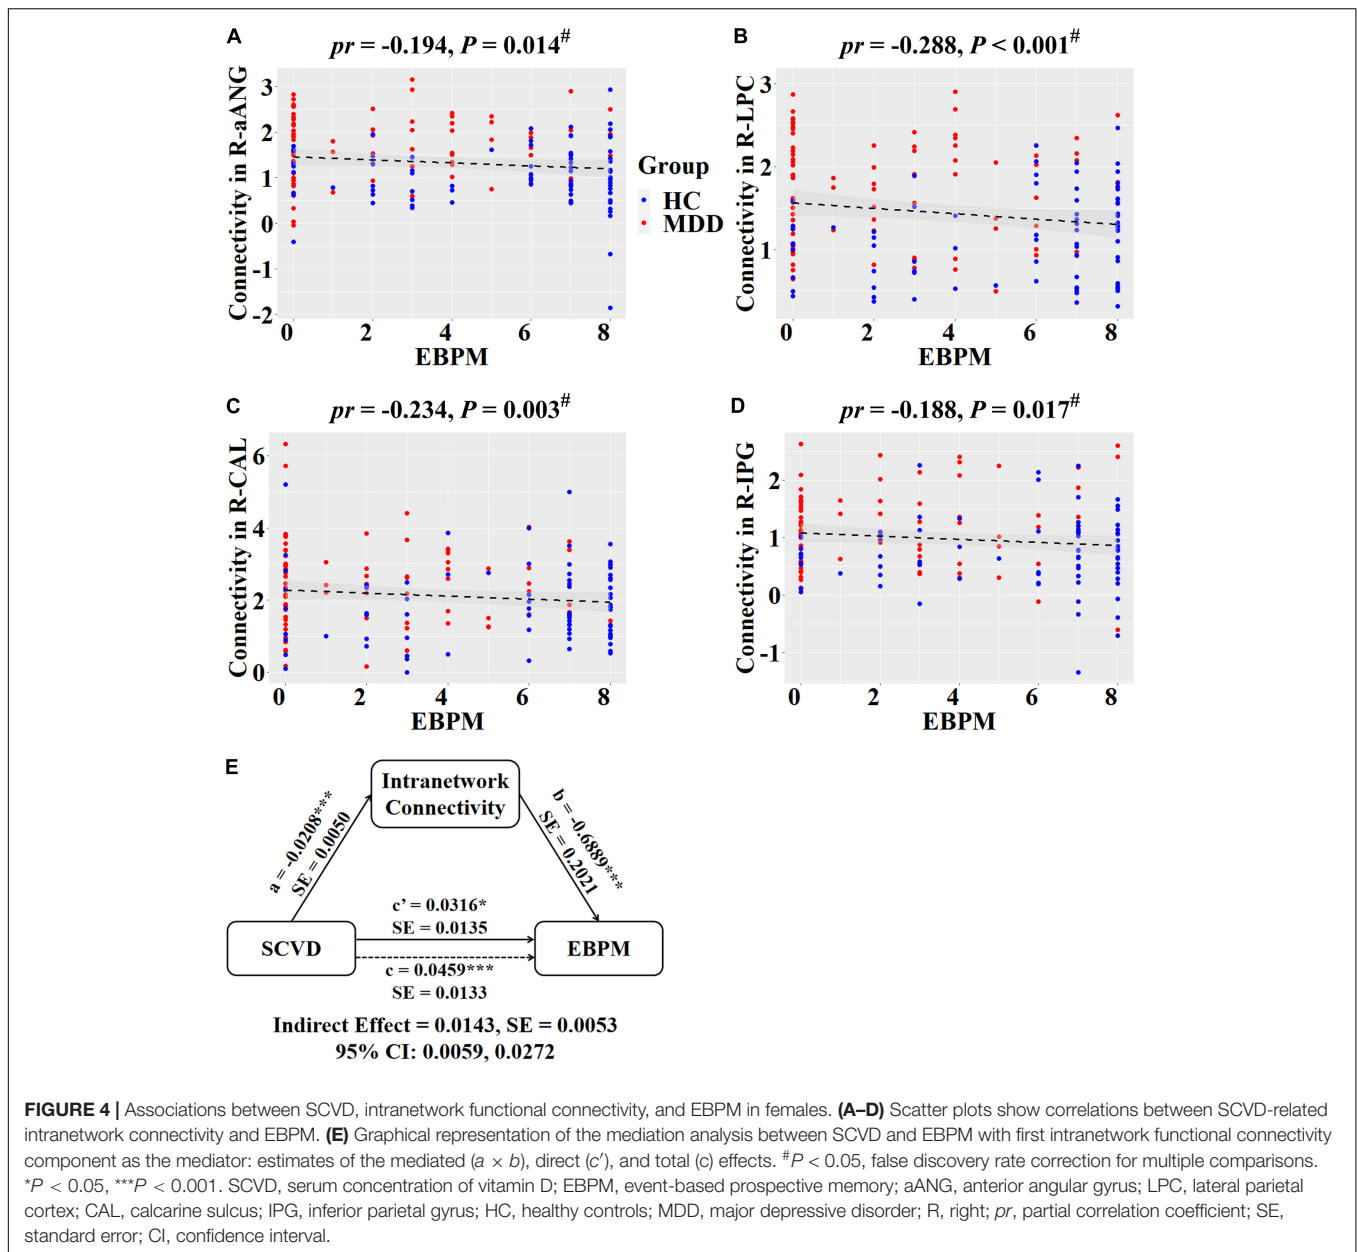 A
pr = -0.194, P = 0.014#
Connectivity in R-aANG
3
2
1
0
-1
-2
0 2 4 6 8
EBPM
Group
HC
MDD
B
pr = -0.288, P < 0.001#
Connectivity in R-LPC
3
2
1
0 2 4 6 8
EBPM
C
pr = -0.234, P = 0.003#
Connectivity in R-CAL
6
4
2
0
0 2 4 6 8
EBPM
D
pr = -0.188, P = 0.017#
Connectivity in R-IPG
2
1
0
-1
0 2 4 6 8
EBPM
E
Intranetwork
Connectivity
a = -0.0208***
SE = 0.0050
b = -0.6889***
SE = 0.2021
c’ = 0.0316*
SE = 0.0135
SCVD
EBPM
c = 0.0459***
SE = 0.0133
Indirect Effect = 0.0143, SE = 0.0053
95% CI: 0.0059, 0.0272
FIGURE 4 | Associations between SCVD, intranetwork functional connectivity, and EBPM in females. (A–D) Scatter plots show correlations between SCVD-related
intranetwork connectivity and EBPM. (E) Graphical representation of the mediation analysis between SCVD and EBPM with first intranetwork functional connectivity
component as the mediator: estimates of the mediated (a × b), direct (c′), and total (c) effects. #P < 0.05, false discovery rate correction for multiple comparisons.
*P < 0.05, ***P < 0.001. SCVD, serum concentration of vitamin D; EBPM, event-based prospective memory; aANG, anterior angular gyrus; LPC, lateral parietal
cortex; CAL, calcarine sulcus; IPG, inferior parietal gyrus; HC, healthy controls; MDD, major depressive disorder; R, right; pr, partial correlation coefficient; SE,
standard error; CI, confidence interval.